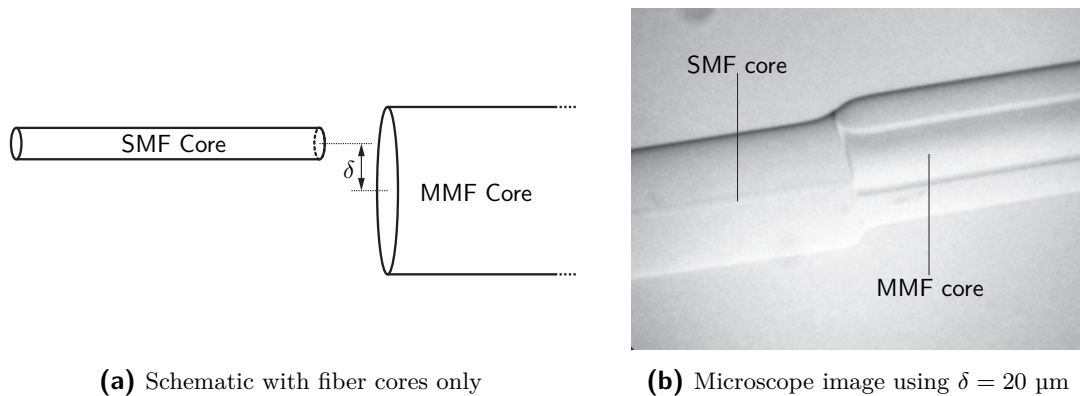 SMF Core
δ
MMF Core
(a) Schematic with fiber cores only
SMF core
MMF core
(b) Microscope image using δ = 20 µm